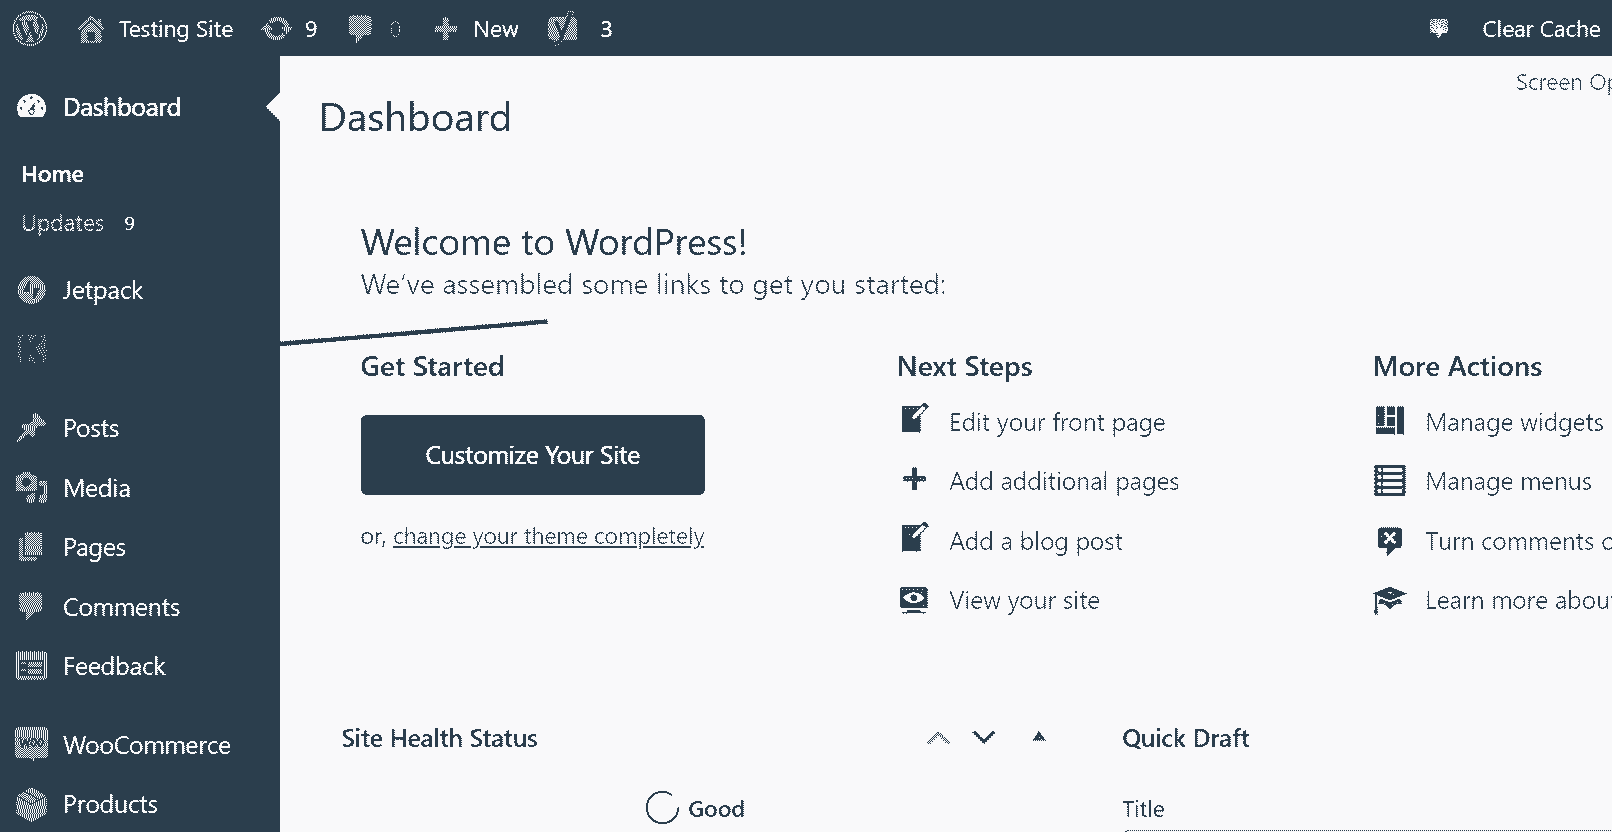 Testing Site 9 0 New 3 Clear Cache
Screen Op
Dashboard
Home
Updates 9
Jetpack
Posts
Media
Pages
Comments
Feedback
WooCommerce
Products
Dashboard
Welcome to WordPress!
We've assembled some links to get you started:
Get Started
Customize Your Site
or, change your theme completely
Next Steps
Edit your front page
Add additional pages
Add a blog post
View your site
More Actions
Manage widgets
Manage menus
Turn comments o
Learn more about
Site Health Status
Good
Quick Draft
Title